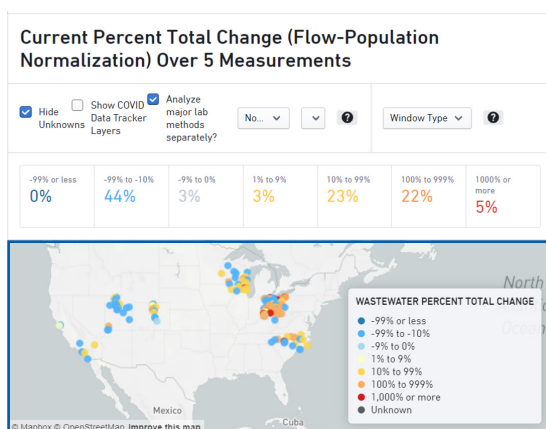 Current Percent Total Change (Flow-Population
Normalization) Over 5 Measurements
Hide
Unknowns
Show COVID
Data Tracker
Layers
Analyze
major lab
methods
separately?
No...
?
Window Type
?
-99% or less
0%
-99% to -10%
44%
-9% to 0%
3%
1% to 9%
3%
10% to 99%
23%
100% to 999%
22%
1000% or
more
5%
North
Ocean
WASTEWATER PERCENT TOTAL CHANGE
-99% or less
-99% to -10%
-9% to 0%
1% to 9%
10% to 99%
100% to 999%
1,000% or more
Unknown
Mexico
Cuba
© Mapbox © OpenStreetMap Improve this map